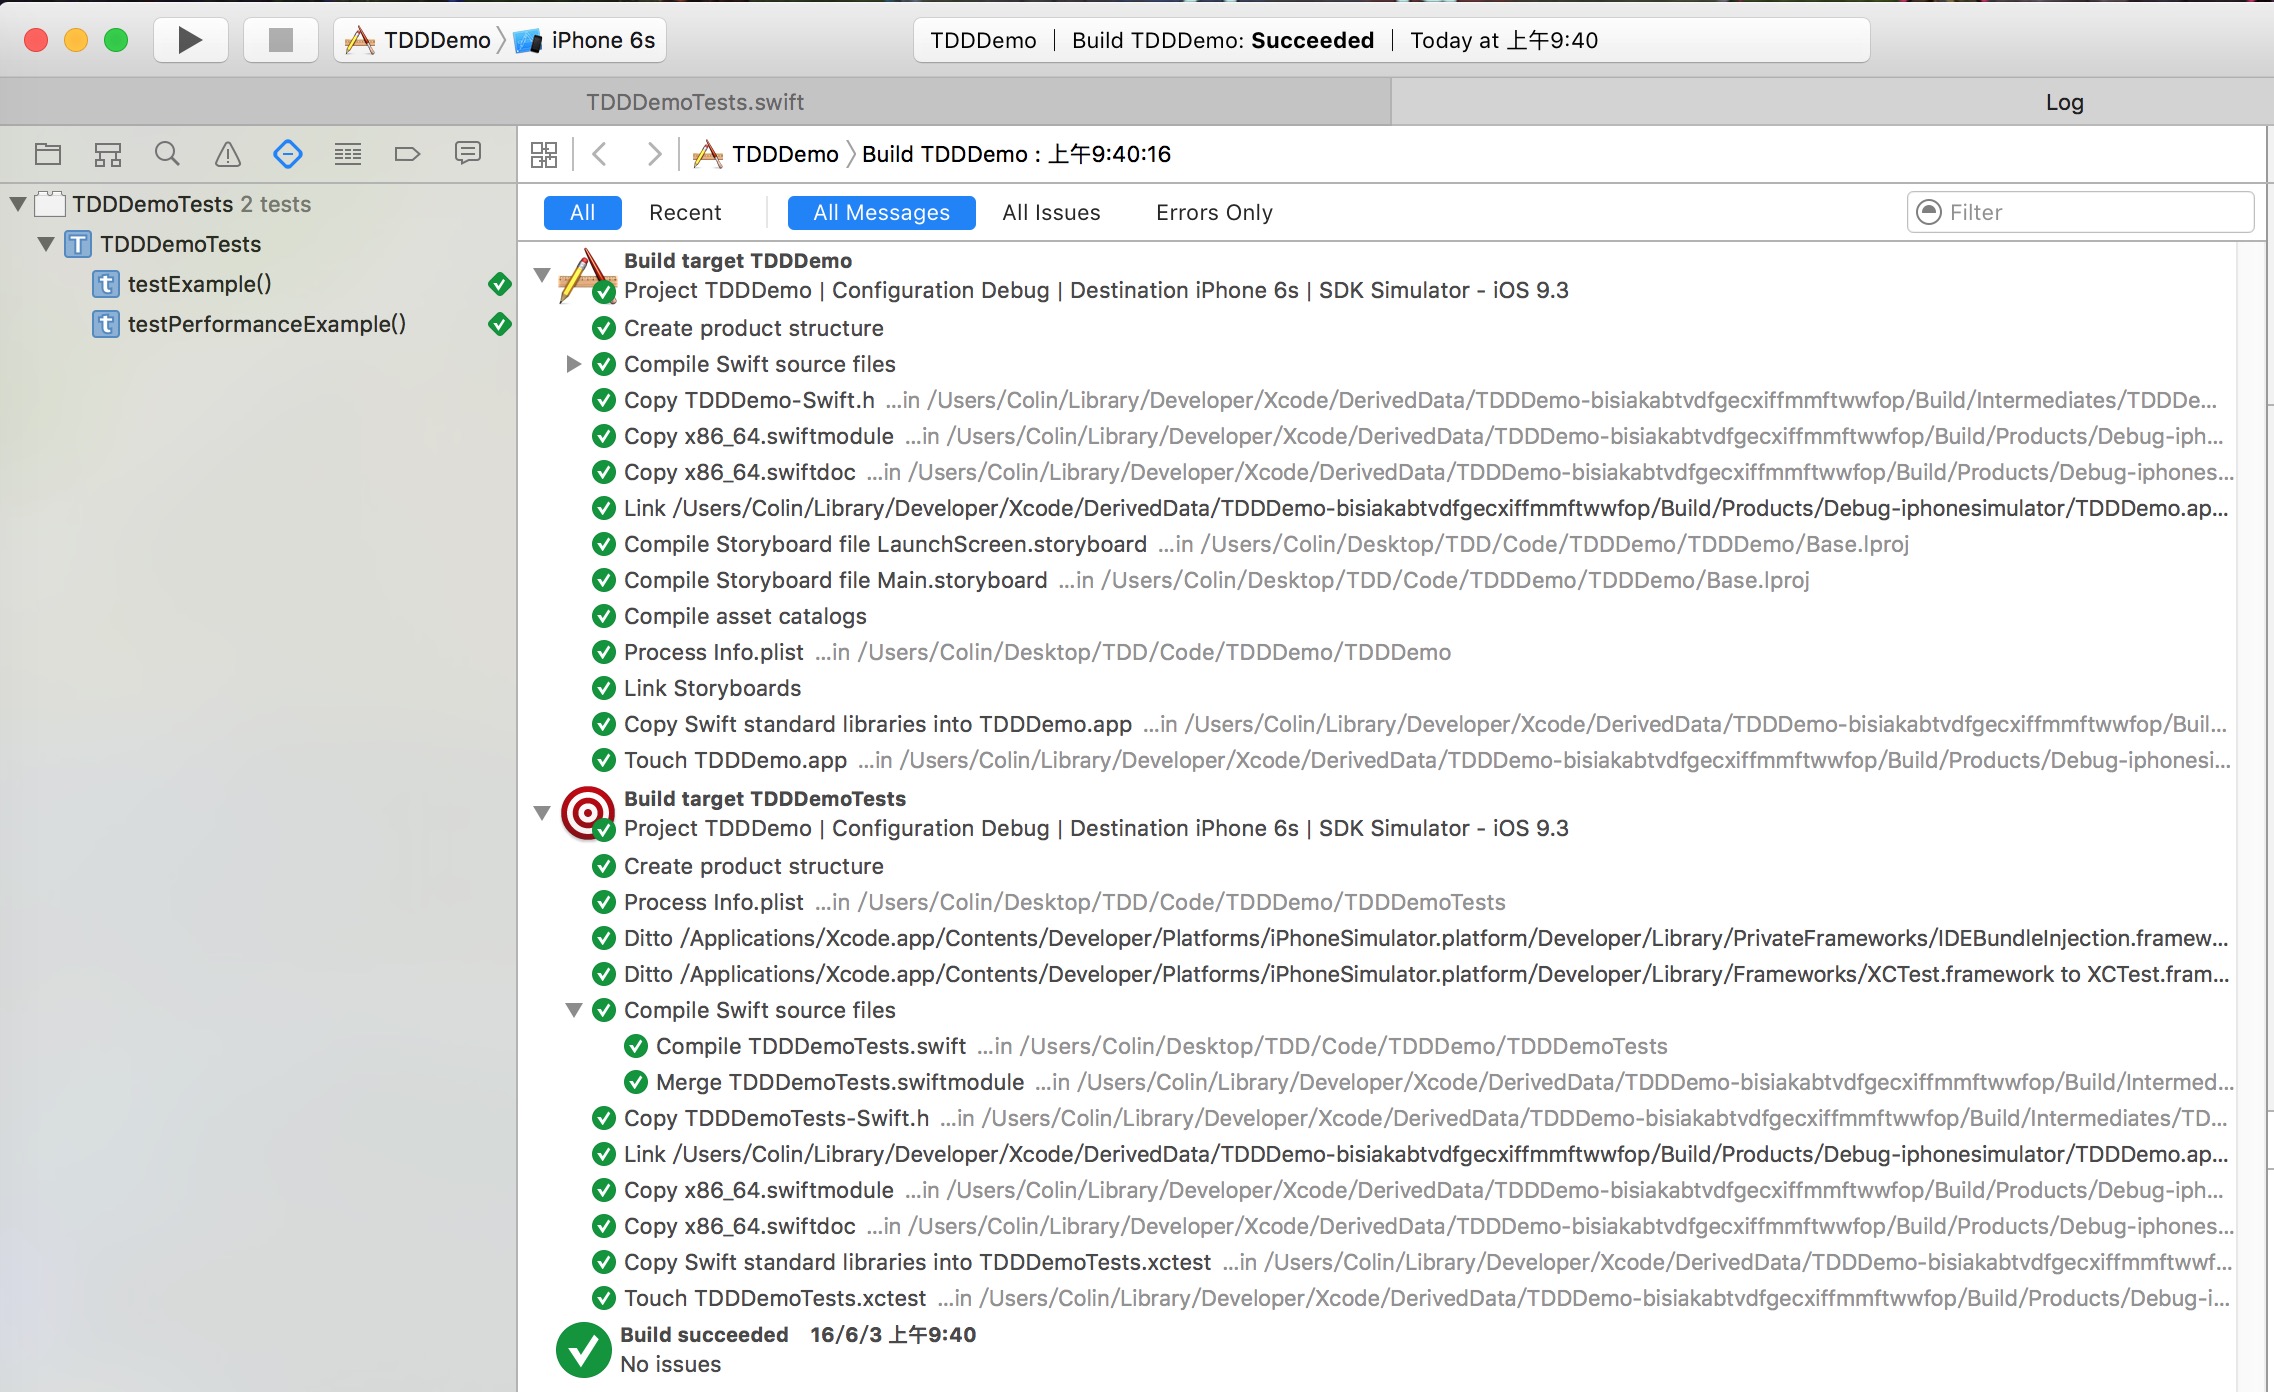 TDDDemo iPhone 6s
TDDDemo | Build TDDDemo: Succeeded | Today at 上午9:40
TDDDemoTests.swift
Log
TDDDemo Build TDDDemo : 上午9:40:16
TDDDemoTests 2 tests
TDDDemoTests
testExample()
testPerformanceExample()
All Recent All Messages All Issues Errors Only
Filter
Build target TDDDemo
Project TDDDemo | Configuration Debug | Destination iPhone 6s | SDK Simulator - iOS 9.3
Create product structure
Compile Swift source files
Copy TDDDemo-Swift.h ...in /Users/Colin/Library/Developer/Xcode/DerivedData/TDDDemo-bisiakabtvdfgecxiffmmftwwfop/Build/Intermediates/TDDDe...
Copy x86_64.swiftmodule ...in /Users/Colin/Library/Developer/Xcode/DerivedData/TDDDemo-bisiakabtvdfgecxiffmmftwwfop/Build/Products/Debug-iph...
Copy x86_64.swiftdoc ...in /Users/Colin/Library/Developer/Xcode/DerivedData/TDDDemo-bisiakabtvdfgecxiffmmftwwfop/Build/Products/Debug-iphones...
Link /Users/Colin/Library/Developer/Xcode/DerivedData/TDDDemo-bisiakabtvdfgecxiffmmftwwfop/Build/Products/Debug-iphonesimulator/TDDDemo.ap...
Compile Storyboard file LaunchScreen.storyboard ...in /Users/Colin/Desktop/TDD/Code/TDDDemo/TDDDemo/Base.lproj
Compile Storyboard file Main.storyboard ...in /Users/Colin/Desktop/TDD/Code/TDDDemo/TDDDemo/Base.lproj
Compile asset catalogs
Process Info.plist ...in /Users/Colin/Desktop/TDD/Code/TDDDemo/TDDDemo
Link Storyboards
Copy Swift standard libraries into TDDDemo.app ...in /Users/Colin/Library/Developer/Xcode/DerivedData/TDDDemo-bisiakabtvdfgecxiffmmftwwfop/Buil...
Touch TDDDemo.app ...in /Users/Colin/Library/Developer/Xcode/DerivedData/TDDDemo-bisiakabtvdfgecxiffmmftwwfop/Build/Products/Debug-iphonesi...
Build target TDDDemoTests
Project TDDDemo | Configuration Debug | Destination iPhone 6s | SDK Simulator - iOS 9.3
Create product structure
Process Info.plist ...in /Users/Colin/Desktop/TDD/Code/TDDDemo/TDDDemoTests
Ditto /Applications/Xcode.app/Contents/Developer/Platforms/iPhoneSimulator.platform/Developer/Library/PrivateFrameworks/IDEBundleInjection.framew...
Ditto /Applications/Xcode.app/Contents/Developer/Platforms/iPhoneSimulator.platform/Developer/Library/Frameworks/XCTest.framework to XCTest.fram...
Compile Swift source files
Compile TDDDemoTests.swift ...in /Users/Colin/Desktop/TDD/Code/TDDDemo/TDDDemoTests
Merge TDDDemoTests.swiftmodule ...in /Users/Colin/Library/Developer/Xcode/DerivedData/TDDDemo-bisiakabtvdfgecxiffmmftwwfop/Build/Intermed...
Copy TDDDemoTests-Swift.h ...in /Users/Colin/Library/Developer/Xcode/DerivedData/TDDDemo-bisiakabtvdfgecxiffmmftwwfop/Build/Intermediates/TD...
Link /Users/Colin/Library/Developer/Xcode/DerivedData/TDDDemo-bisiakabtvdfgecxiffmmftwwfop/Build/Products/Debug-iphonesimulator/TDDDemo.ap...
Copy x86_64.swiftmodule ...in /Users/Colin/Library/Developer/Xcode/DerivedData/TDDDemo-bisiakabtvdfgecxiffmmftwwfop/Build/Products/Debug-iph...
Copy x86_64.swiftdoc ...in /Users/Colin/Library/Developer/Xcode/DerivedData/TDDDemo-bisiakabtvdfgecxiffmmftwwfop/Build/Products/Debug-iphones...
Copy Swift standard libraries into TDDDemoTests.xctest ...in /Users/Colin/Library/Developer/Xcode/DerivedData/TDDDemo-bisiakabtvdfgecxiffmmftwwf...
Touch TDDDemoTests.xctest ...in /Users/Colin/Library/Developer/Xcode/DerivedData/TDDDemo-bisiakabtvdfgecxiffmmftwwfop/Build/Products/Debug-i...
Build succeeded 16/6/3 上午9:40
No issues